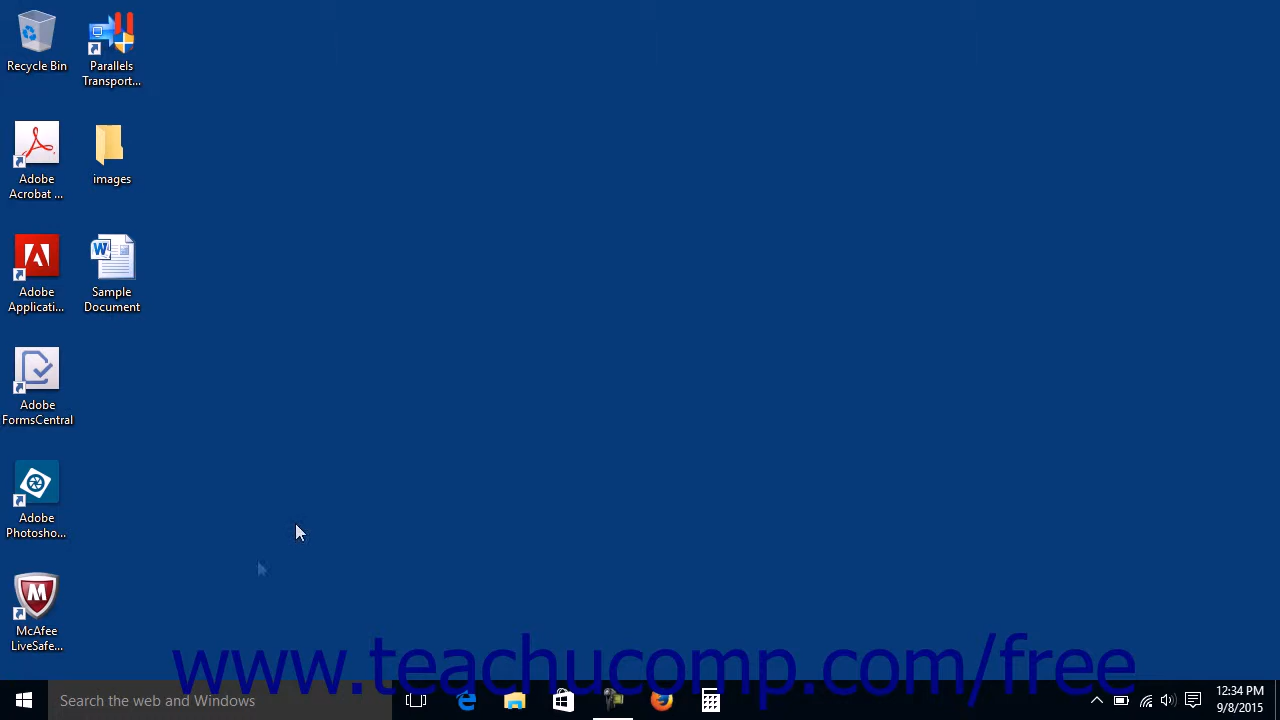 Recycle Bin
Parallels
Transport...
Adobe
Acrobat ...
images
Adobe
Applicati...
Sample
Document
Adobe
FormsCentral
Adobe
Photosho...
McAfee
LiveSafe...
www.teachucomp.com/free
Search the web and Windows
12:34 PM
9/8/2015